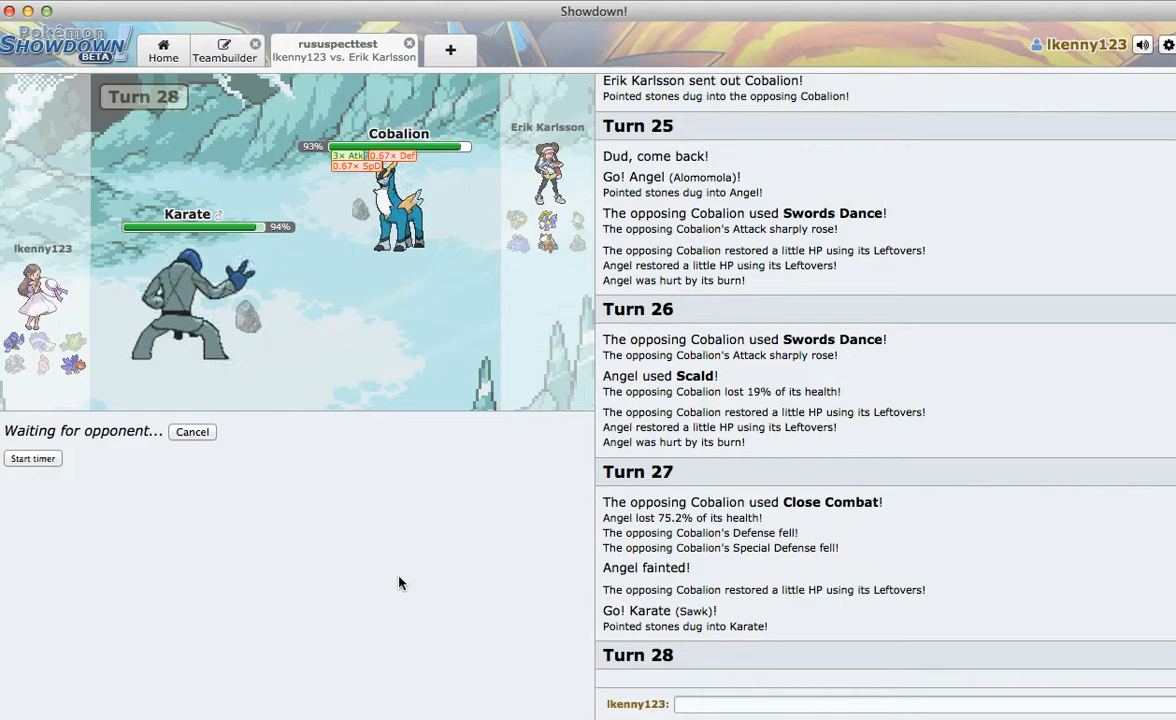 Showdown!
Pokémon
SHOWDOWN!
BETA
Home
Teambuilder
rususpecttest
lkenny123 vs. Erik Karlsson
+
lkenny123
Turn 28
Cobalion
93%
3× Atk 0.67× Def
0.67× SpD
Erik Karlsson
Karate ♂
94%
lkenny123
Waiting for opponent... Cancel
Start timer
Erik Karlsson sent out Cobalion!
Pointed stones dug into the opposing Cobalion!
Turn 25
Dud, come back!
Go! Angel (Alomomola)!
Pointed stones dug into Angel!
The opposing Cobalion used Swords Dance!
The opposing Cobalion's Attack sharply rose!
The opposing Cobalion restored a little HP using its Leftovers!
Angel restored a little HP using its Leftovers!
Angel was hurt by its burn!
Turn 26
The opposing Cobalion used Swords Dance!
The opposing Cobalion's Attack sharply rose!
Angel used Scald!
The opposing Cobalion lost 19% of its health!
The opposing Cobalion restored a little HP using its Leftovers!
Angel restored a little HP using its Leftovers!
Angel was hurt by its burn!
Turn 27
The opposing Cobalion used Close Combat!
Angel lost 75.2% of its health!
The opposing Cobalion's Defense fell!
The opposing Cobalion's Special Defense fell!
Angel fainted!
The opposing Cobalion restored a little HP using its Leftovers!
Go! Karate (Sawk)!
Pointed stones dug into Karate!
Turn 28
lkenny123: